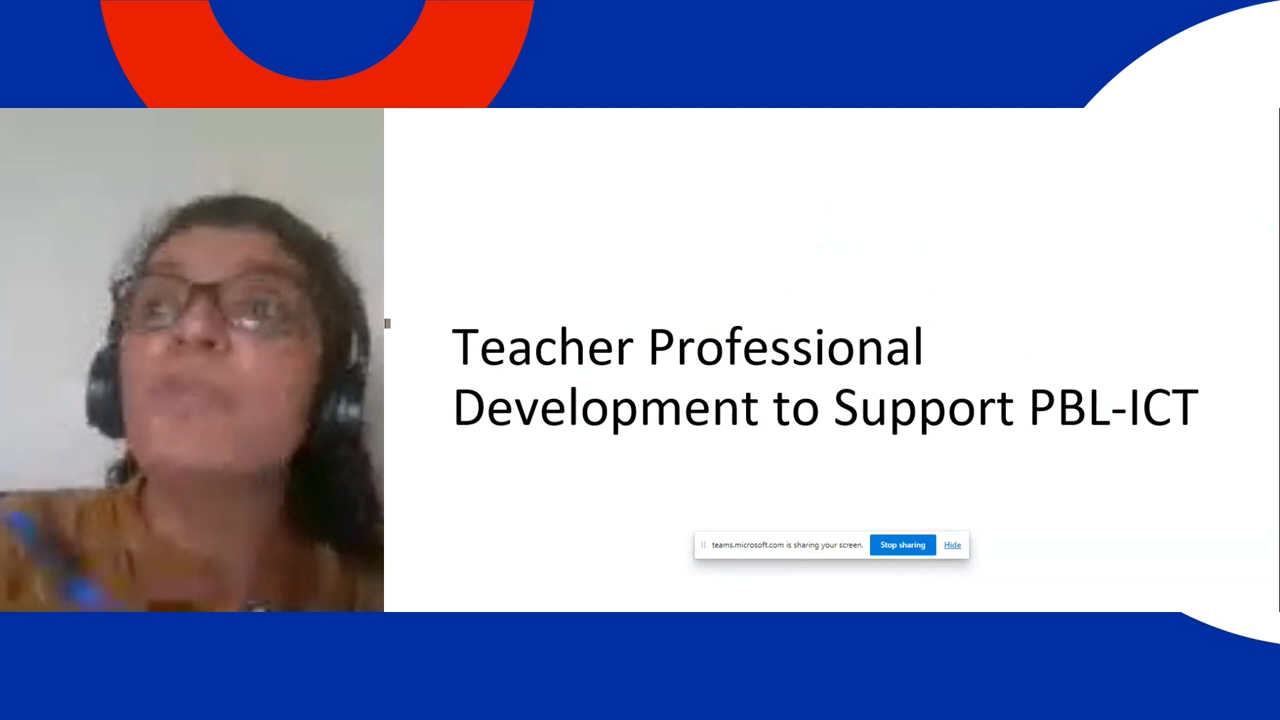 Teacher Professional
Development to Support PBL-ICT
teams.microsoft.com is sharing your screen.
Stop sharing
Hide